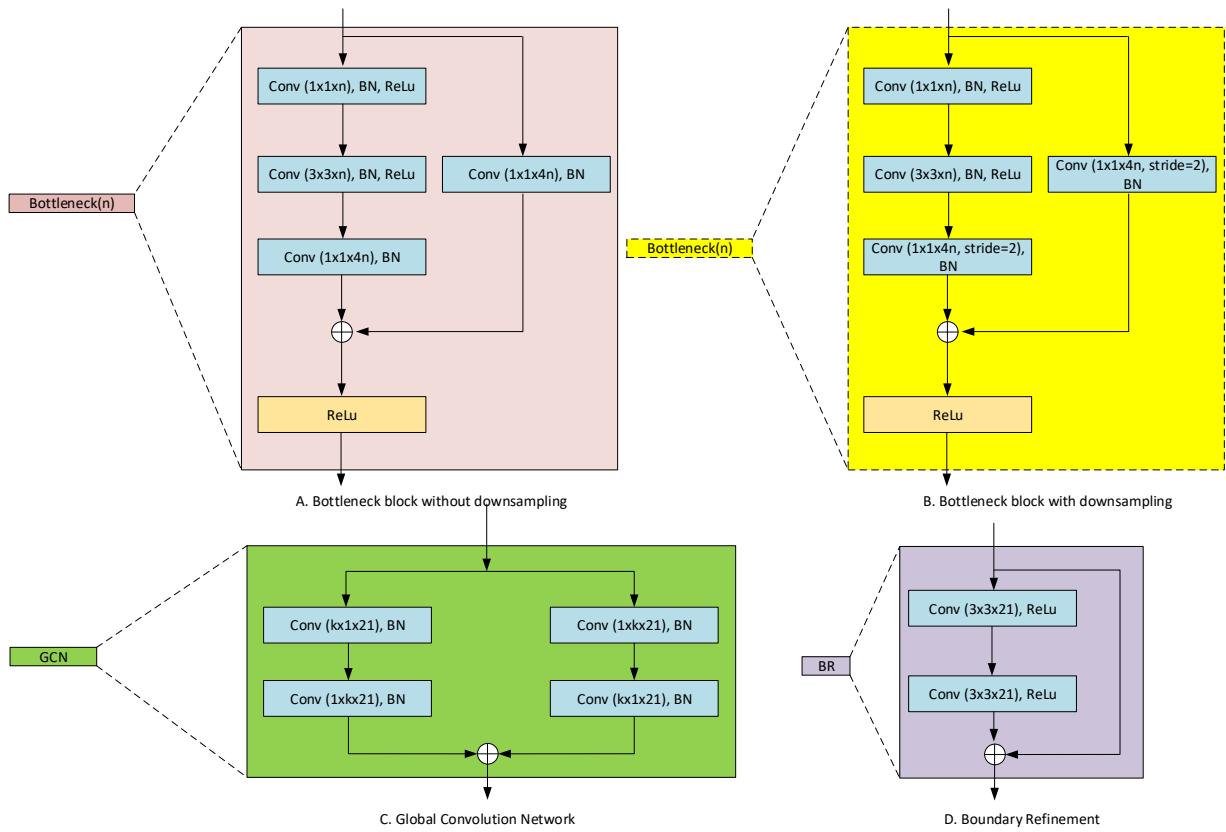 Bottleneck(n)
Conv (1x1xn), BN, ReLu
Conv (3x3xn), BN, ReLu
Conv (1x1x4n), BN
Conv (1x1x4n), BN
ReLu
A. Bottleneck block without downsampling
Bottleneck(n)
Conv (1x1xn), BN, ReLu
Conv (3x3xn), BN, ReLu
Conv (1x1x4n, stride=2),
BN
Conv (1x1x4n, stride=2),
BN
ReLu
B. Bottleneck block with downsampling
GCN
Conv (kx1x21), BN
Conv (1xkx21), BN
Conv (1xkx21), BN
Conv (kx1x21), BN
C. Global Convolution Network
BR
Conv (3x3x21), ReLu
Conv (3x3x21), ReLu
D. Boundary Refinement